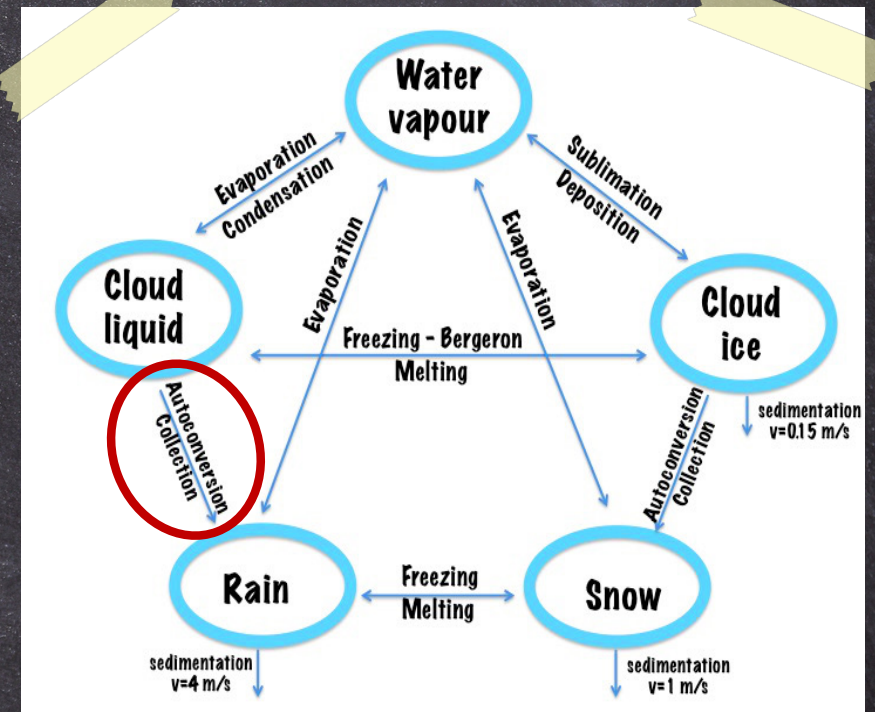 Water
vapour
Evaporation
Condensation
Sublimation
Deposition
Evaporation
Evaporation
Cloud
liquid
Cloud
ice
Freezing - Bergeron
Melting
Autoconversion
Collection
Autoconversion
Collection
sedimentation
v=0.15 m/s
Rain
Freezing
Melting
Snow
sedimentation
v=4 m/s
sedimentation
v=1 m/s